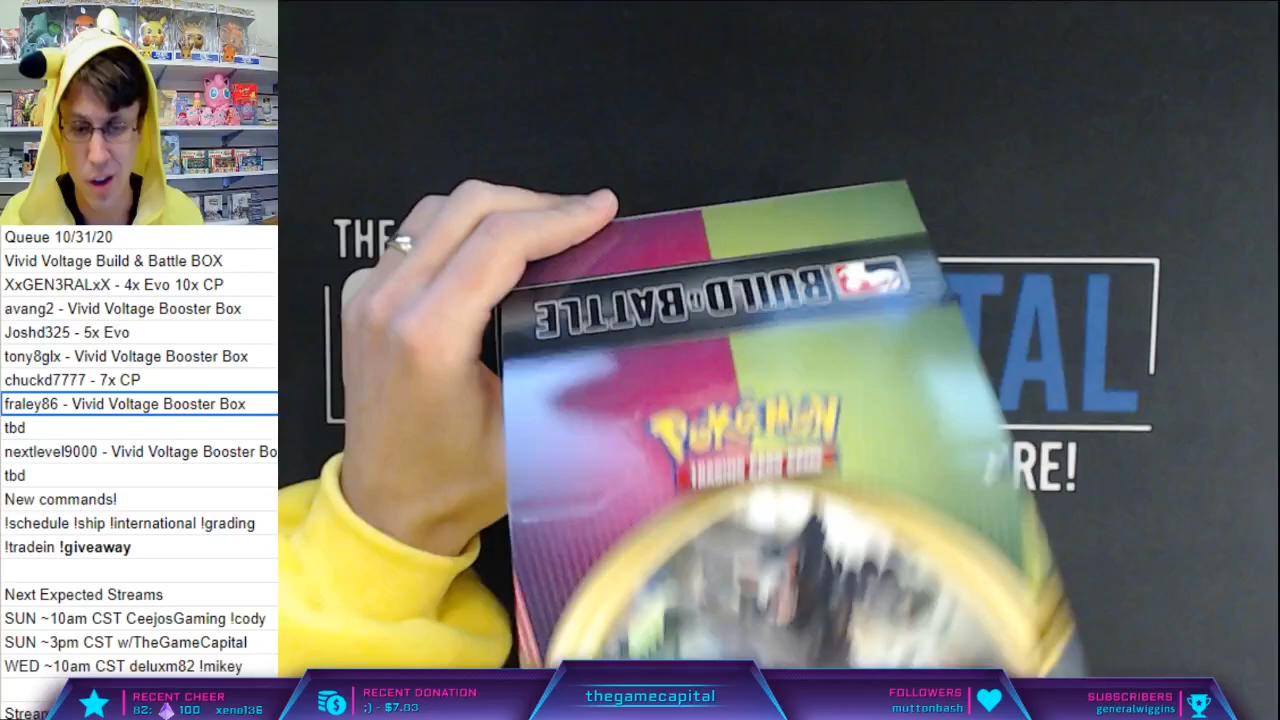 Queue 10/31/20
Vivid Voltage Build & Battle BOX
XxGEN3RALxX - 4x Evo 10x CP
avang2 - Vivid Voltage Booster Box
Joshd325 - 5x Evo
tony8glx - Vivid Voltage Booster Box
chuckd7777 - 7x CP
fraley86 - Vivid Voltage Booster Box
tbd
nextlevel9000 - Vivid Voltage Booster Bo
tbd
New commands!
!schedule !ship !international !grading
!tradein !giveaway
Next Expected Streams
SUN ~10am CST CeejosGaming !cody
SUN ~3pm CST w/TheGameCapital
WED ~10am CST deluxm82 !mikey
Strear
THE
TAL
RE!
BUILD & BATTLE
POKéMON
TRADING CARD GAME
RECENT CHEER
82: 100 xeno136
RECENT DONATION
;) - $7.83
thegamecapital
FOLLOWERS
muttonbash
SUBSCRIBERS
generalwiggins